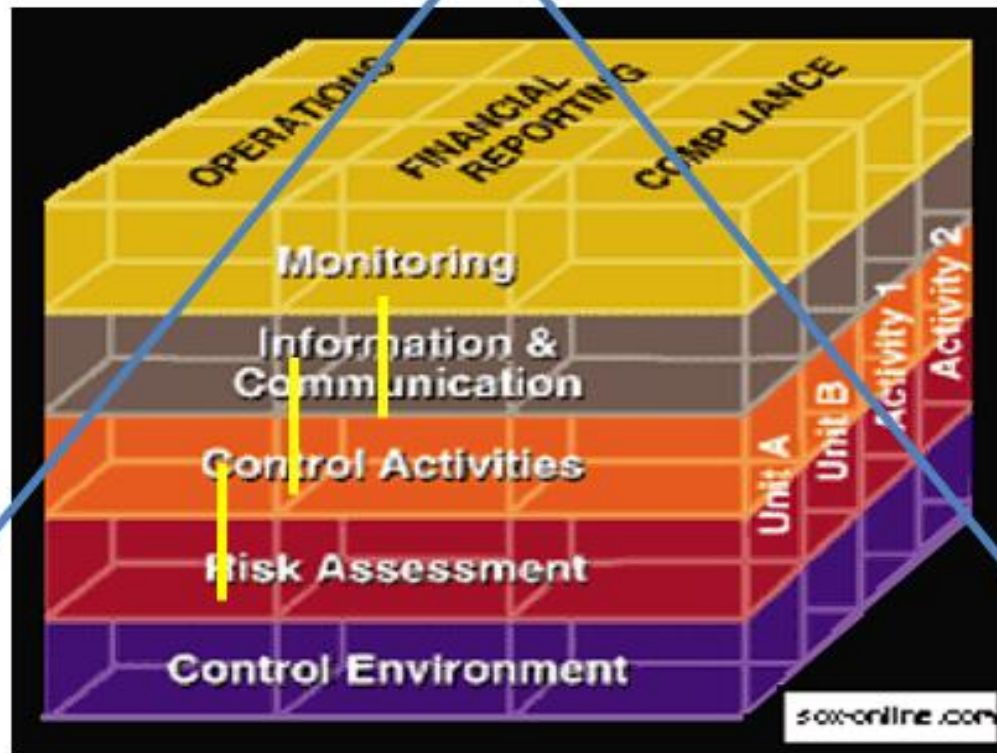 OPERATIONS
FINANCIAL
REPORTING
COMPLIANCE
Monitoring
Information &
Communication
Control Activities
Risk Assessment
Control Environment
Unit A
Unit B
Activity 1
Activity 2
sox-online.com